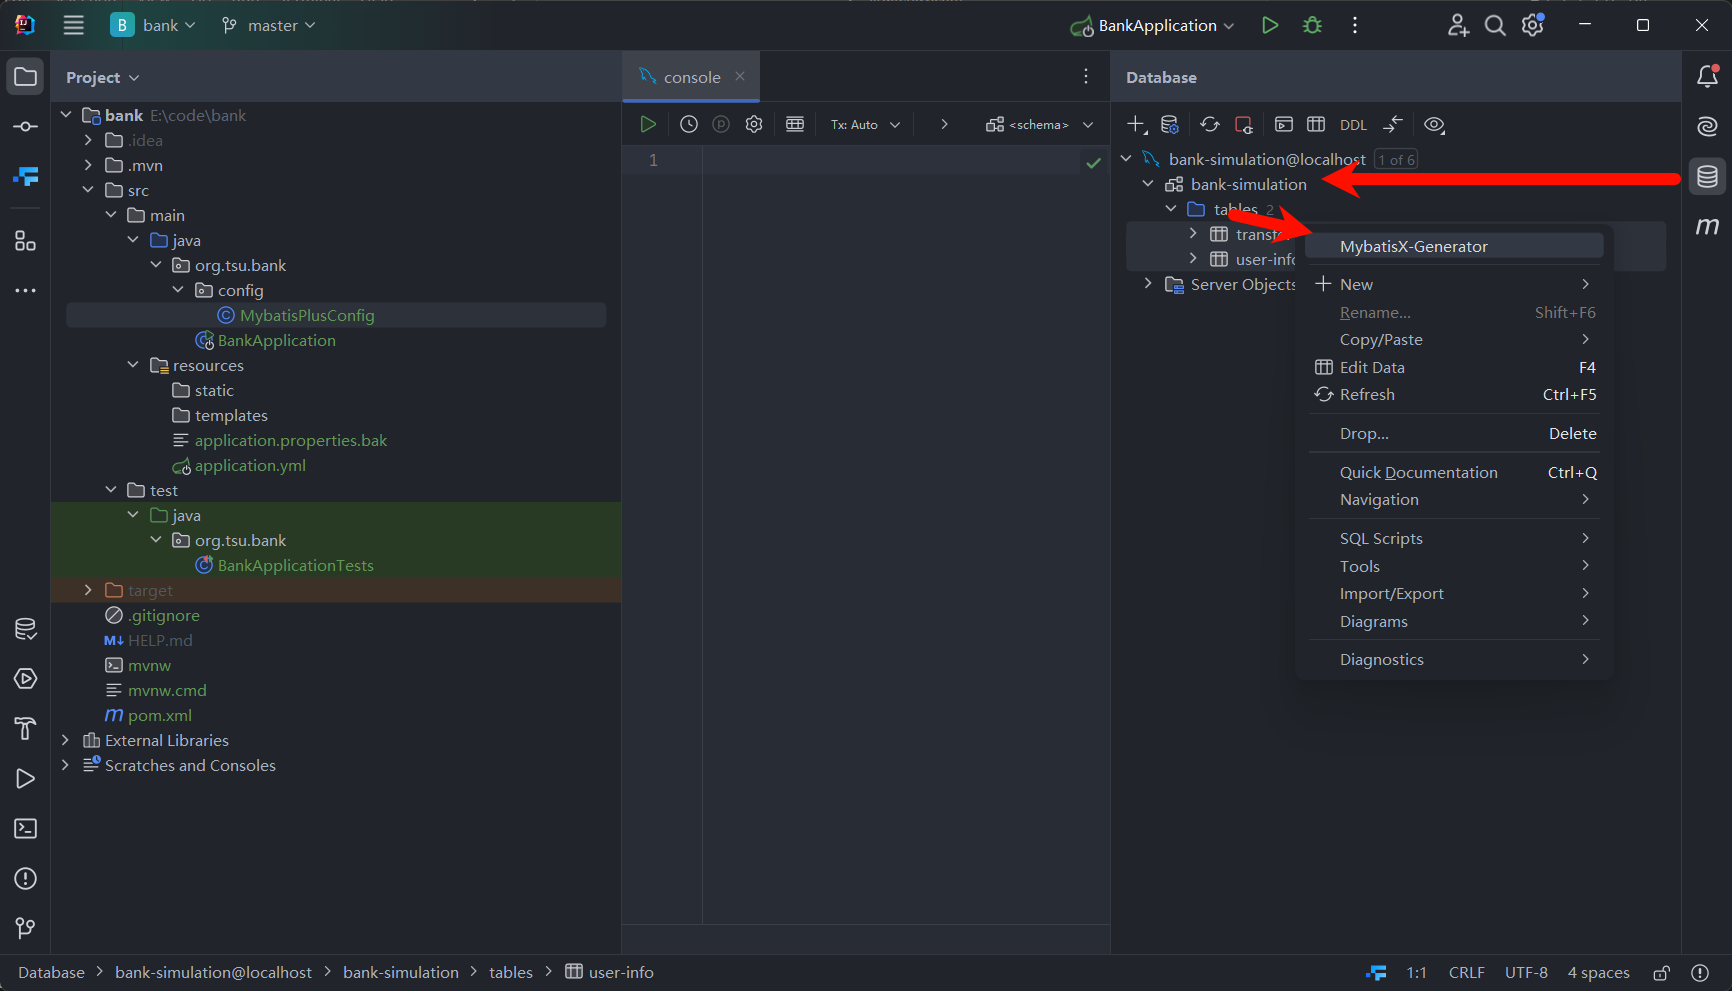 B bank master BankApplication
Project
bank E:\code\bank
.idea
.mvn
src
main
java
org.tsu.bank
config
MybatisPlusConfig
BankApplication
resources
static
templates
application.properties.bak
application.yml
test
java
org.tsu.bank
BankApplicationTests
target
.gitignore
M↓ HELP.md
mvnw
mvnw.cmd
m pom.xml
External Libraries
Scratches and Consoles
console
Tx: Auto <schema>
1
Database
DDL
bank-simulation@localhost 1 of 6
bank-simulation
tables 2
user-info
Server Objects
m
MybatisX-Generator
New
Rename... Shift+F6
Copy/Paste
Edit Data F4
Refresh Ctrl+F5
Drop... Delete
Quick Documentation Ctrl+Q
Navigation
SQL Scripts
Tools
Import/Export
Diagrams
Diagnostics
Database > bank-simulation@localhost > bank-simulation > tables > user-info
1:1 CRLF UTF-8 4 spaces